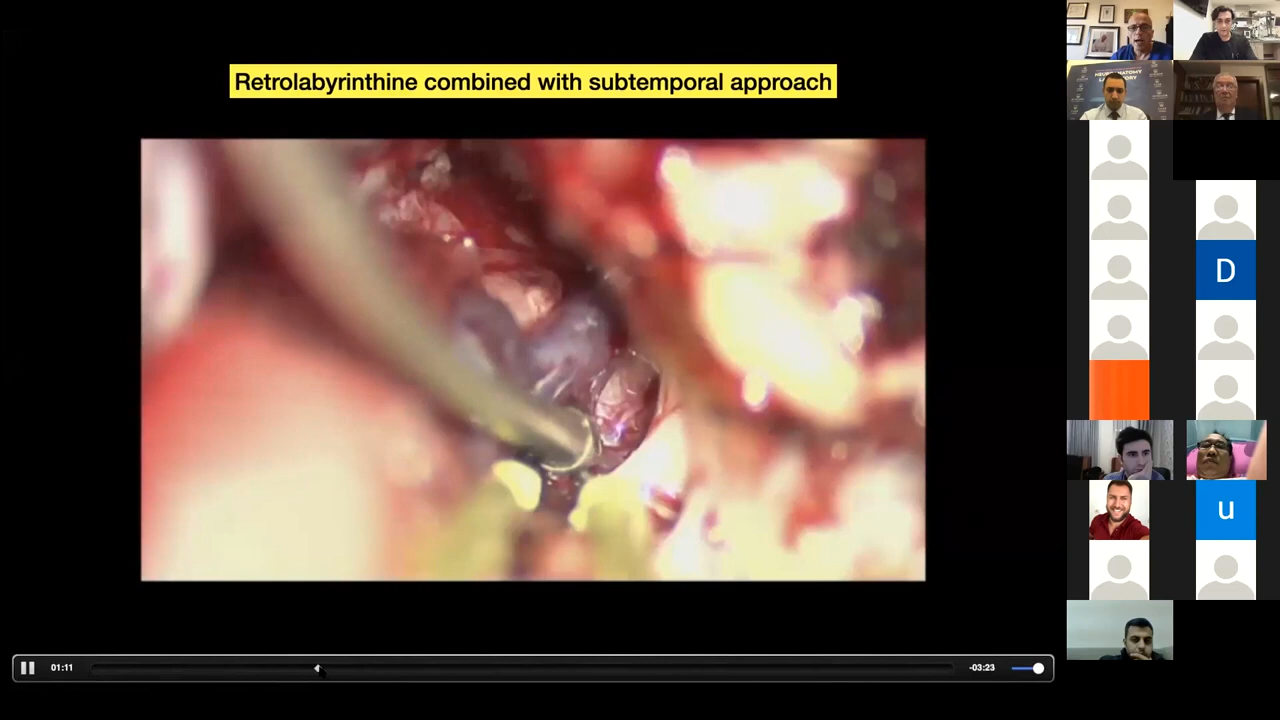 Retrolabyrinthine combined with subtemporal approach
D
u
01:11
-03:23